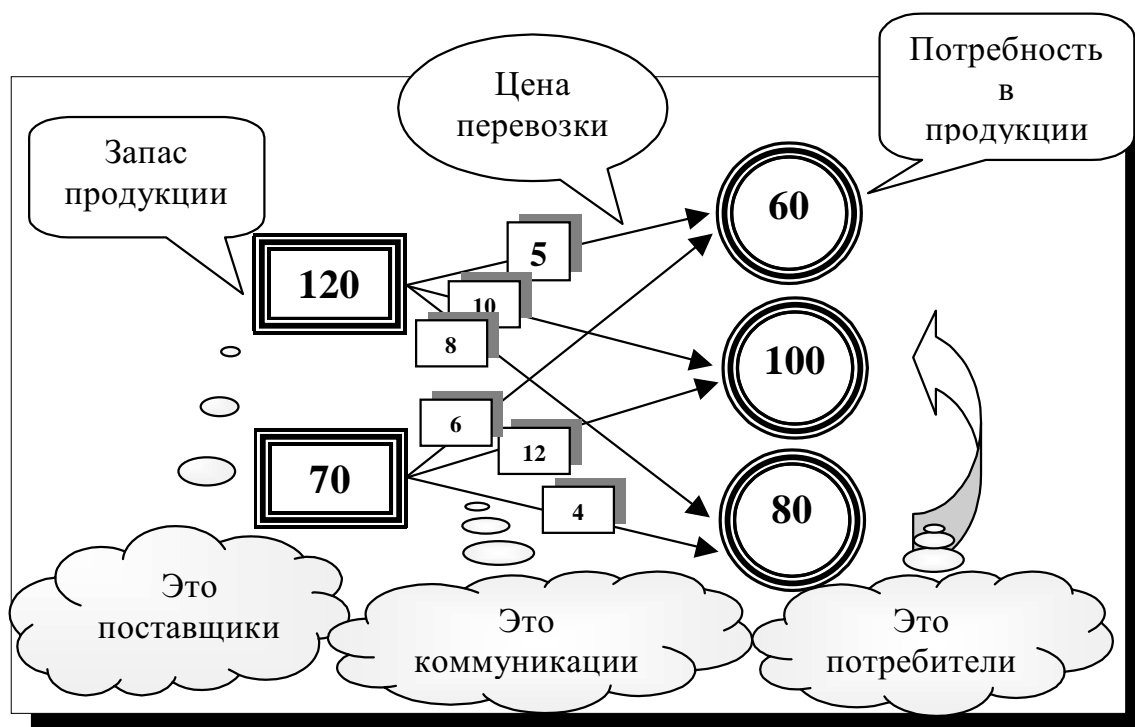 Потребность
в
продукции
Цена
перевозки
Запас
продукции
60
5
120
10
8
100
6
12
70
4
80
Это
поставщики
Это
коммуникации
Это
потребители